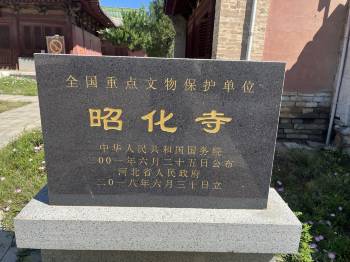 全国重点文物保护单位
昭化寺
中华人民共和国国务院
二〇〇一年六月二十五日公布
河北省人民政府
二〇一八年六月三十日立